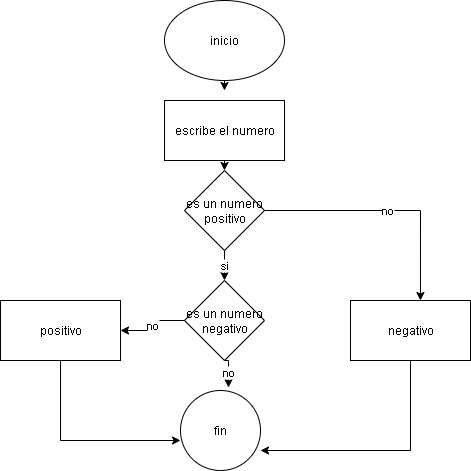 inicio
escribe el numero
es un numero
positivo
no
si
es un numero
negativo
no
positivo
negativo
no
fin